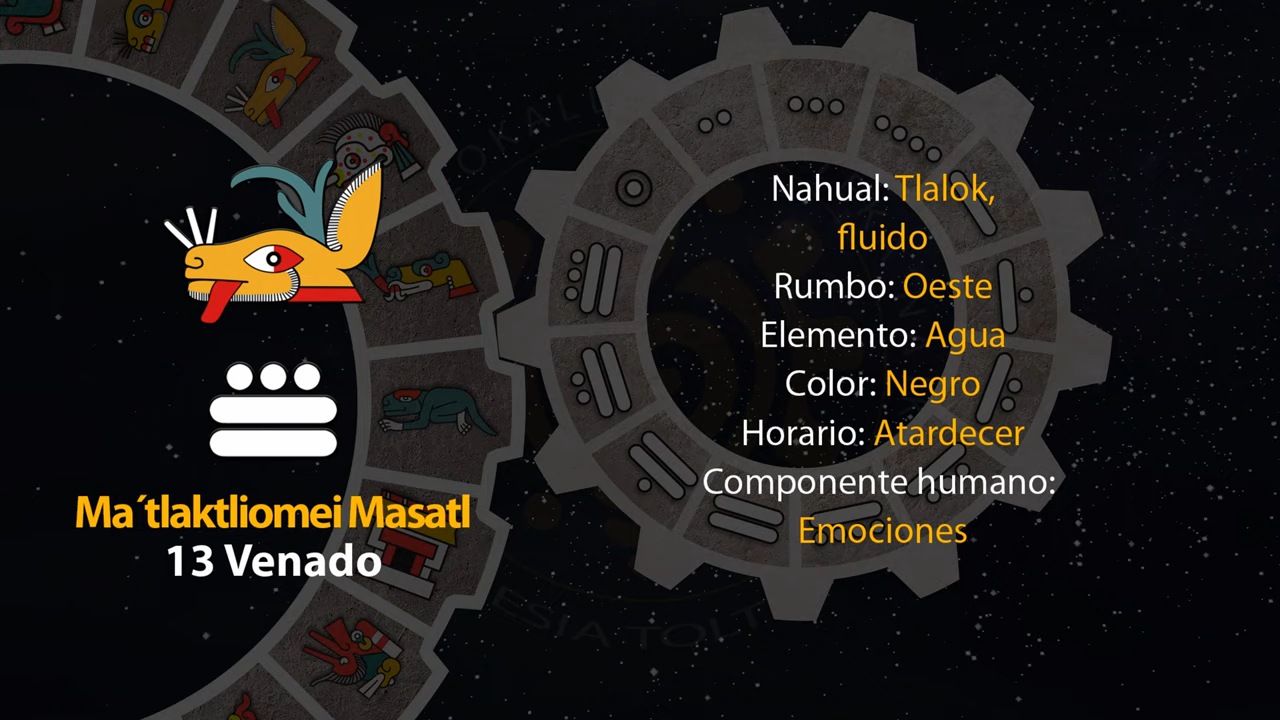 Ma´tlaktliomei Masatl
13 Venado
Nahual: Tlalok,
fluido
Rumbo: Oeste
Elemento: Agua
Color: Negro
Horario: Atardecer
Componente humano:
Emociones